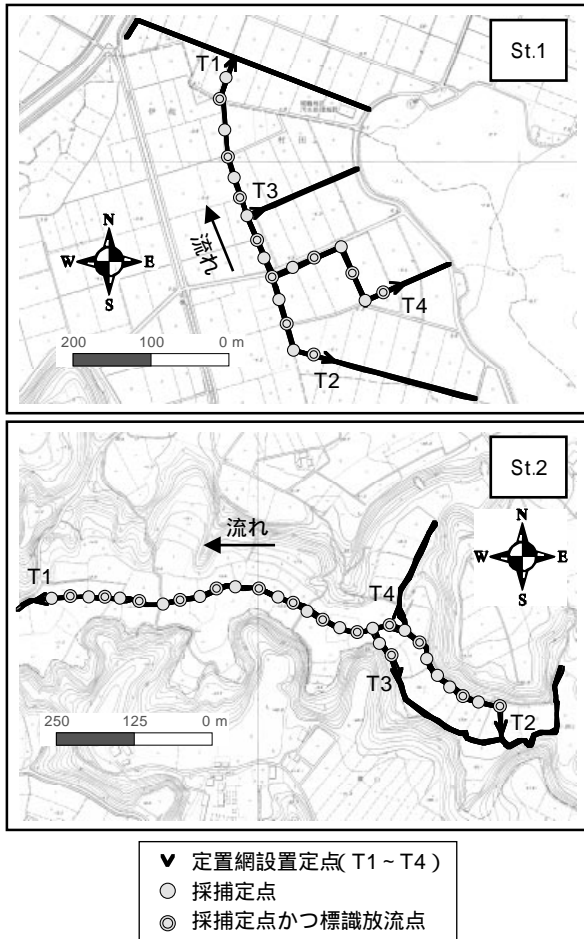 St.1
T1
T3
流れ
N
W E
S
T4
200 100 0 m
T2
St.2
流れ
N
W E
S
T1
T4
T3
250 125 0 m
T2
定置網設置定点(T1~T4)
採捕定点
採捕定点かつ標識放流点